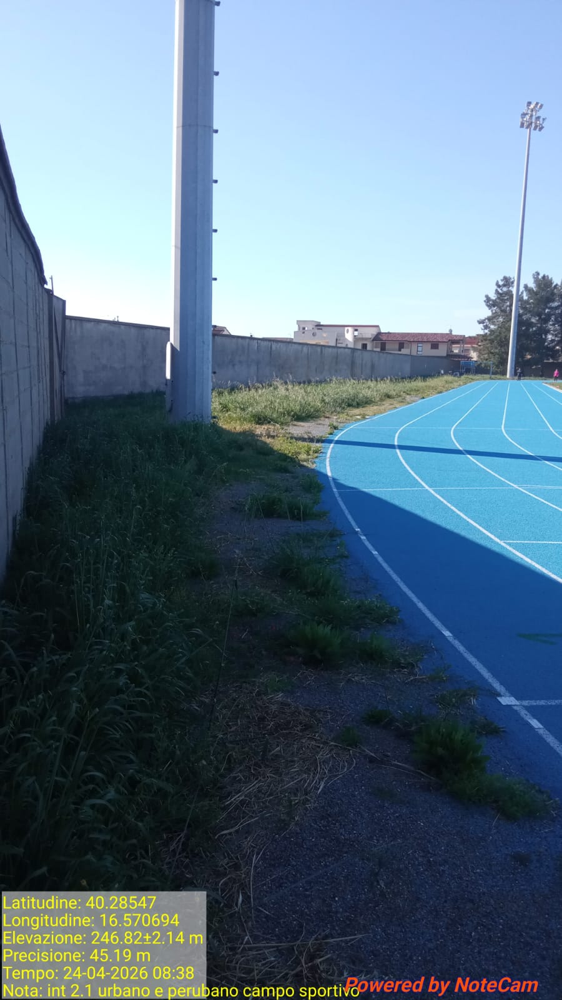 Latitudine: 40.28547
Longitudine: 16.570694
Elevazione: 246.82±2.14 m
Precisione: 45.19 m
Tempo: 24-04-2026 08:38
Nota: int 2.1 urbano e perubano campo sportivo
Powered by NoteCam